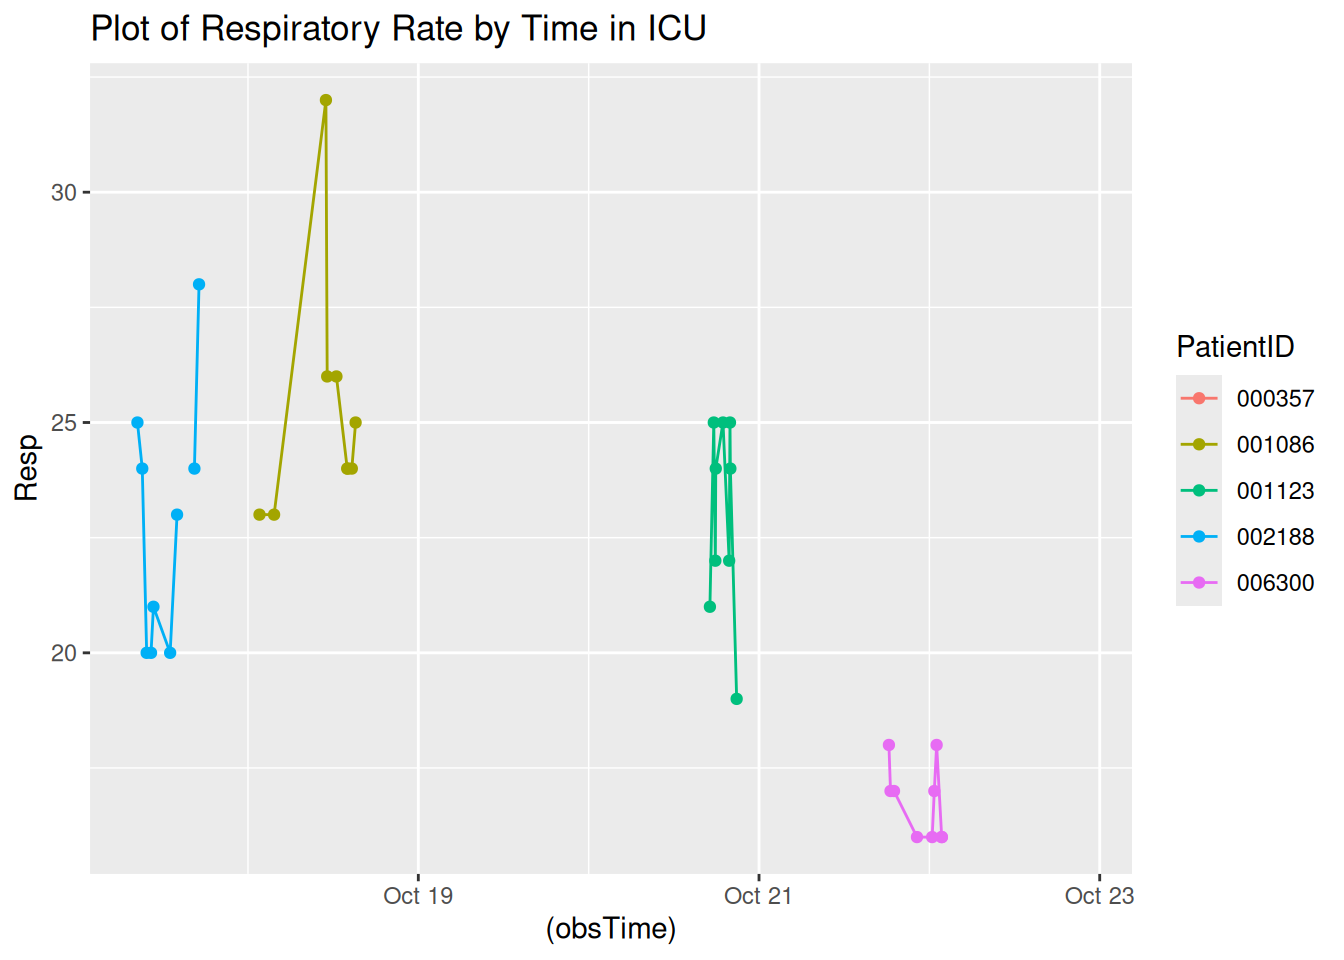 Plot of Respiratory Rate by Time in ICU
Resp
30
25
20
Oct 19
Oct 21
Oct 23
(obsTime)
PatientID
000357
001086
001123
002188
006300